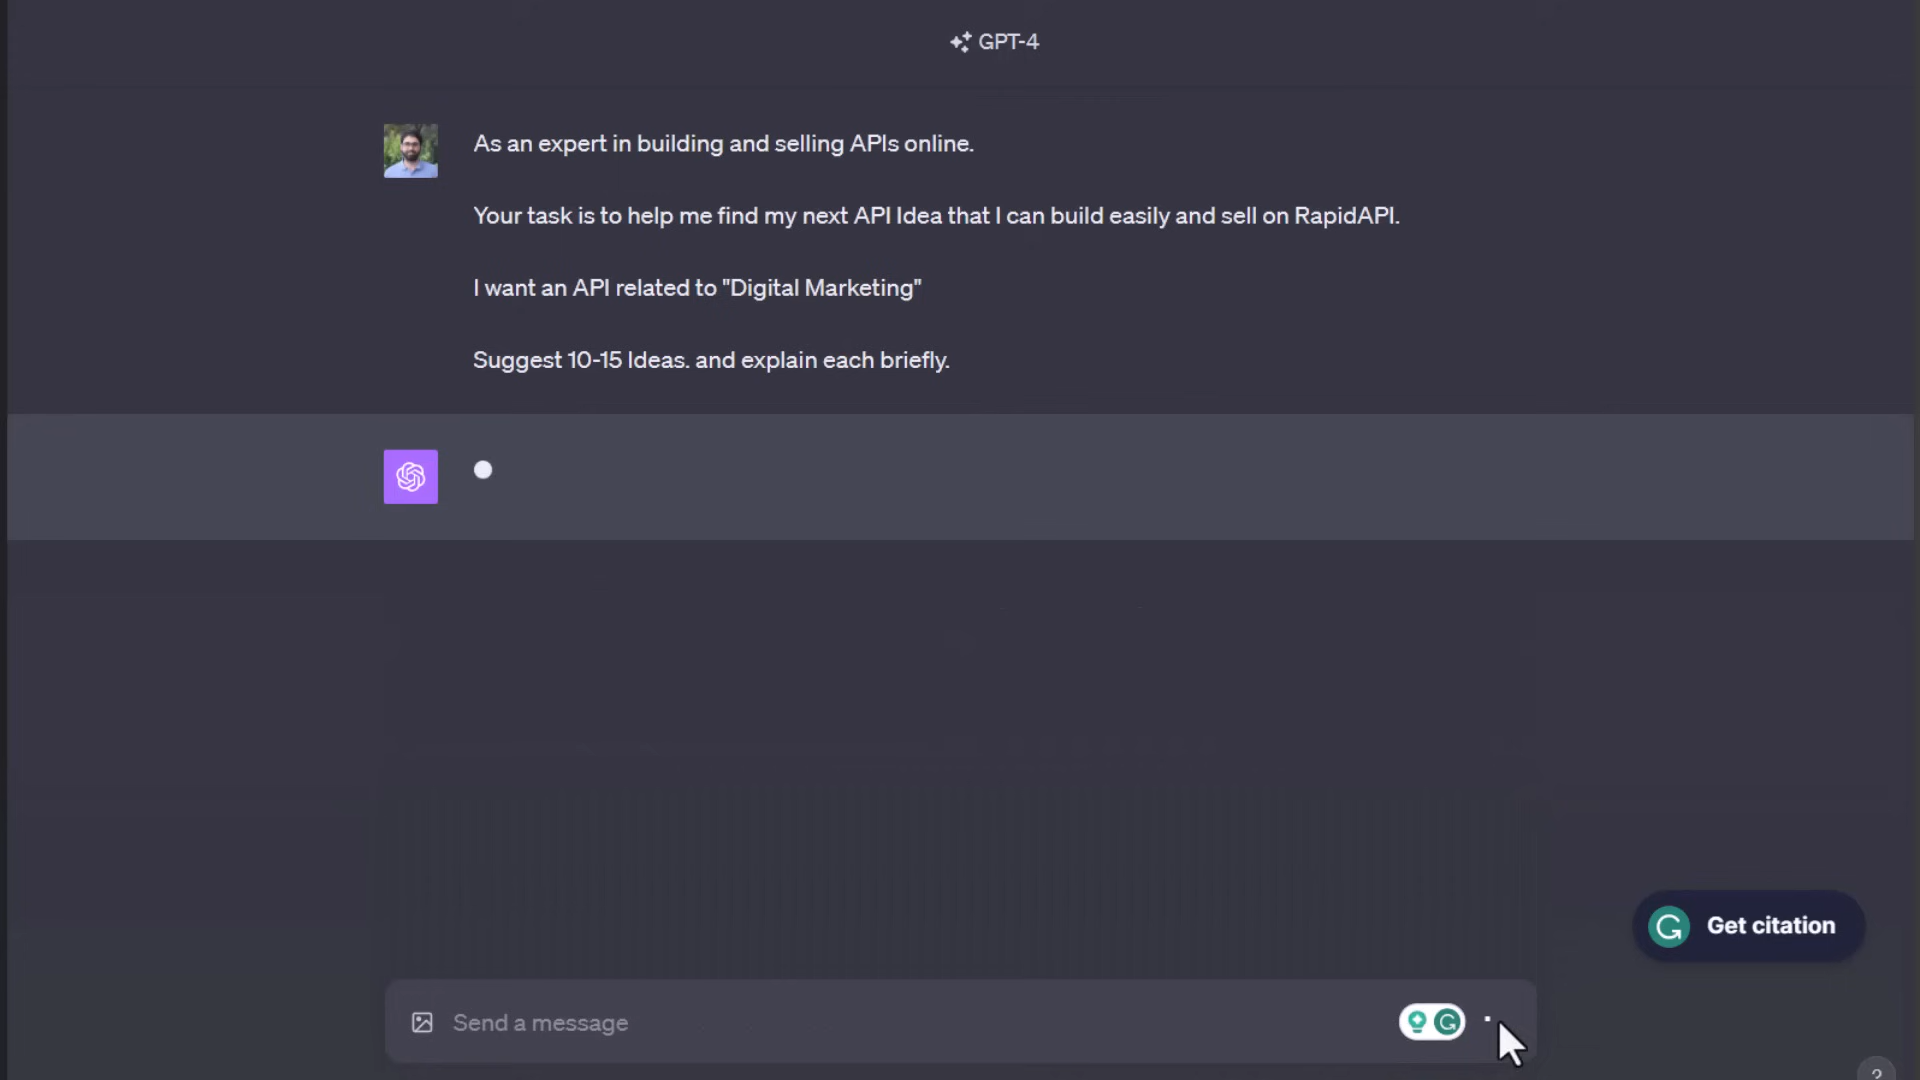 GPT-4
As an expert in building and selling APIs online.
Your task is to help me find my next API Idea that I can build easily and sell on RapidAPI.
I want an API related to "Digital Marketing"
Suggest 10-15 Ideas. and explain each briefly.
Get citation
Send a message
?